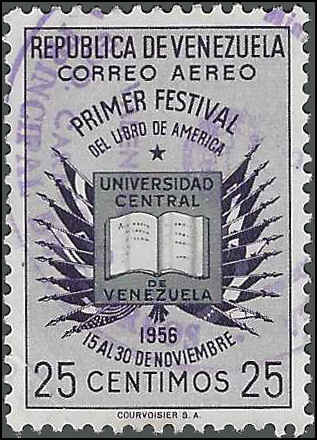 REPUBLICA DE VENEZUELA
CORREO AEREO
PRIMER FESTIVAL
DEL LIBRO DE AMERICA
UNIVERSIDAD
CENTRAL
DE
VENEZUELA
1956
15 AL 30 DE NOVIEMBRE
25 CENTIMOS 25
COURVOISIER S. A.
PRINCIPAL